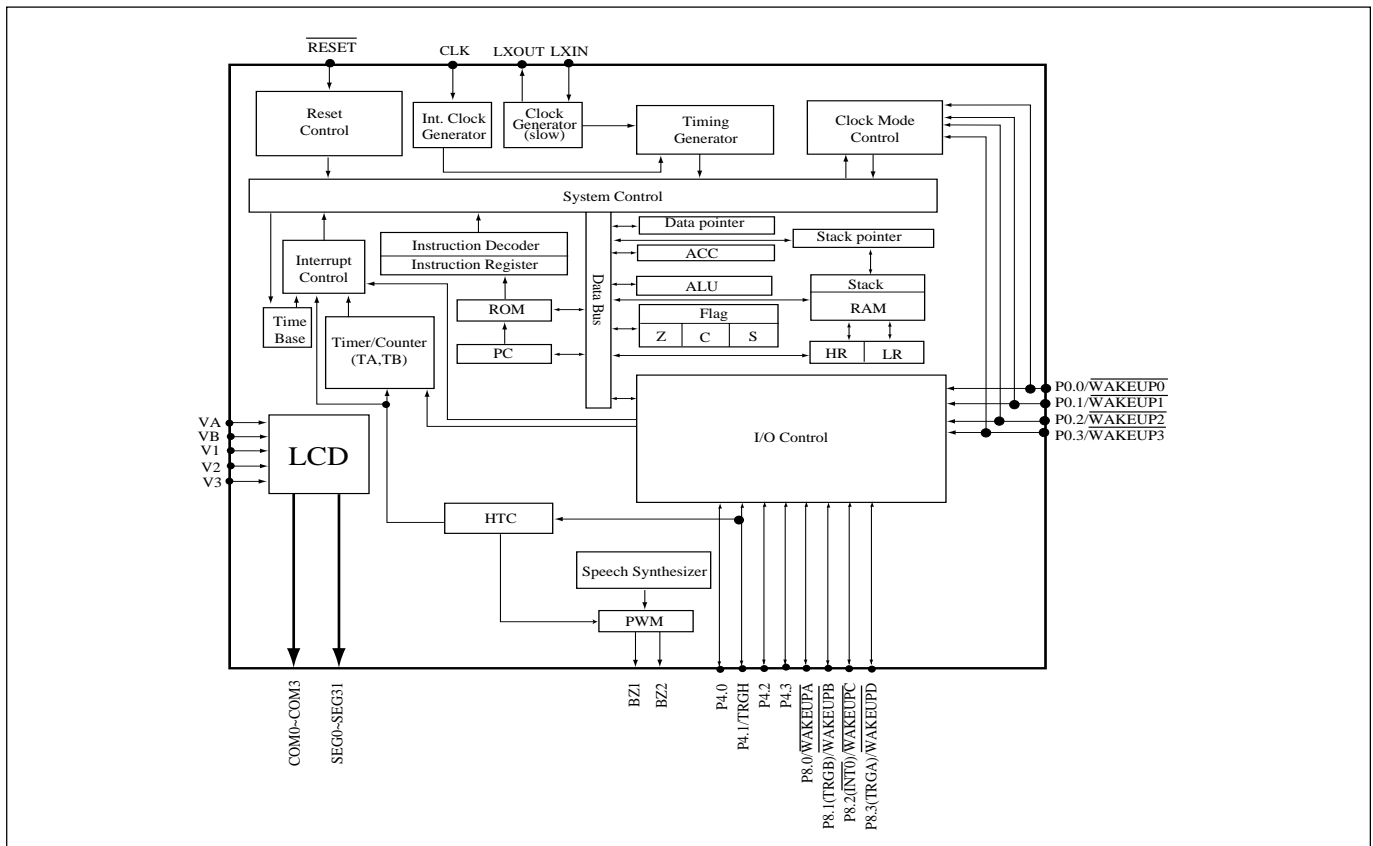 RESET
CLK
LXOUT
LXIN
Reset
Control
Int. Clock
Generator
Clock
Generator
(slow)
Timing
Generator
Clock Mode
Control
System Control
Interrupt
Control
Instruction Decoder
Instruction Register
Data Bus
Data pointer
Stack pointer
ACC
ALU
Stack
RAM
Time
Base
Timer/Counter
(TA,TB)
ROM
PC
Flag
Z
C
S
HR
LR
P0.0/WAKEUP0
P0.1/WAKEUP1
P0.2/WAKEUP2
P0.3/WAKEUP3
VA
VB
V1
V2
V3
LCD
I/O Control
HTC
Speech Synthesizer
PWM
COM0~COM3
SEG0~SEG31
BZ1
BZ2
P4.0
P4.1/TRGH
P4.2
P4.3
P8.0/WAKEUPA
P8.1(TRGB)/WAKEUPB
P8.2(INT0)/WAKEUPC
P8.3(TRGA)/WAKEUPD